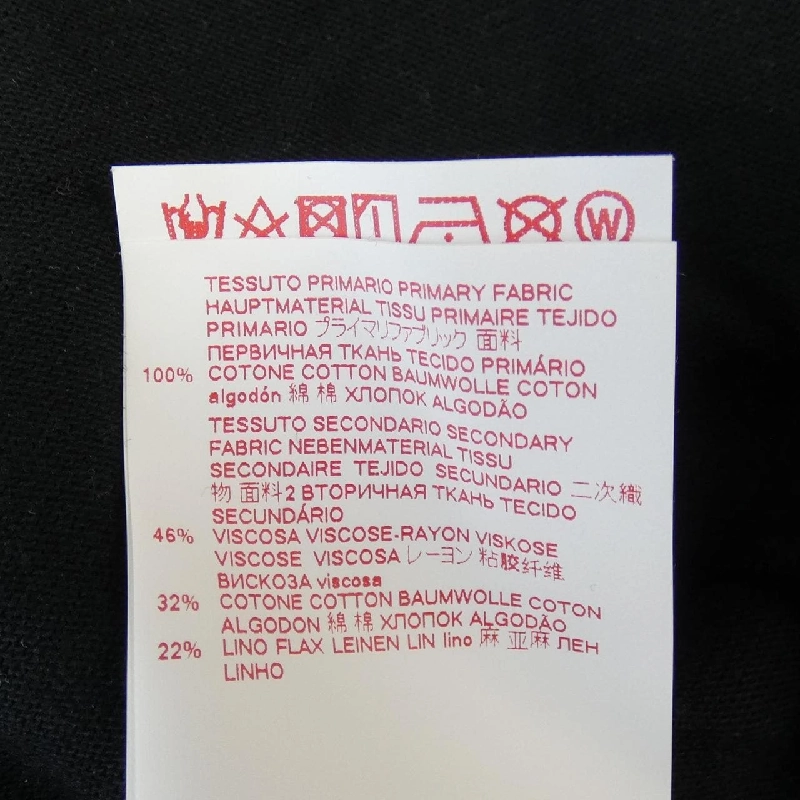 W
TESSUTO PRIMARIO PRIMARY FABRIC
HAUPTMATERIAL TISSU PRIMAIRE TEJIDO
PRIMARIO プライマリファブリック 面料
ПЕРВИЧНАЯ ТКАНЬ TECIDO PRIMÁRIO
100% COTONE COTTON BAUMWOLLE COTON
algodón 綿 棉 ХЛОПОК ALGODÃO
TESSUTO SECONDARIO SECONDARY
FABRIC NEBENMATERIAL TISSU
SECONDAIRE TEJIDO SECUNDARIO 二次織
物 面料2 ВТОРИЧНАЯ ТКАНЬ TECIDO
SECUNDÁRIO
46% VISCOSA VISCOSE-RAYON VISKOSE
VISCOSE VISCOSA レーヨン 粘胶纤维
ВИСКОЗА viscosa
32% COTONE COTTON BAUMWOLLE COTON
ALGODON 綿 棉 ХЛОПОК ALGODÃO
22% LINO FLAX LEINEN LIN lino 麻 亚麻 ЛЕН
LINHO